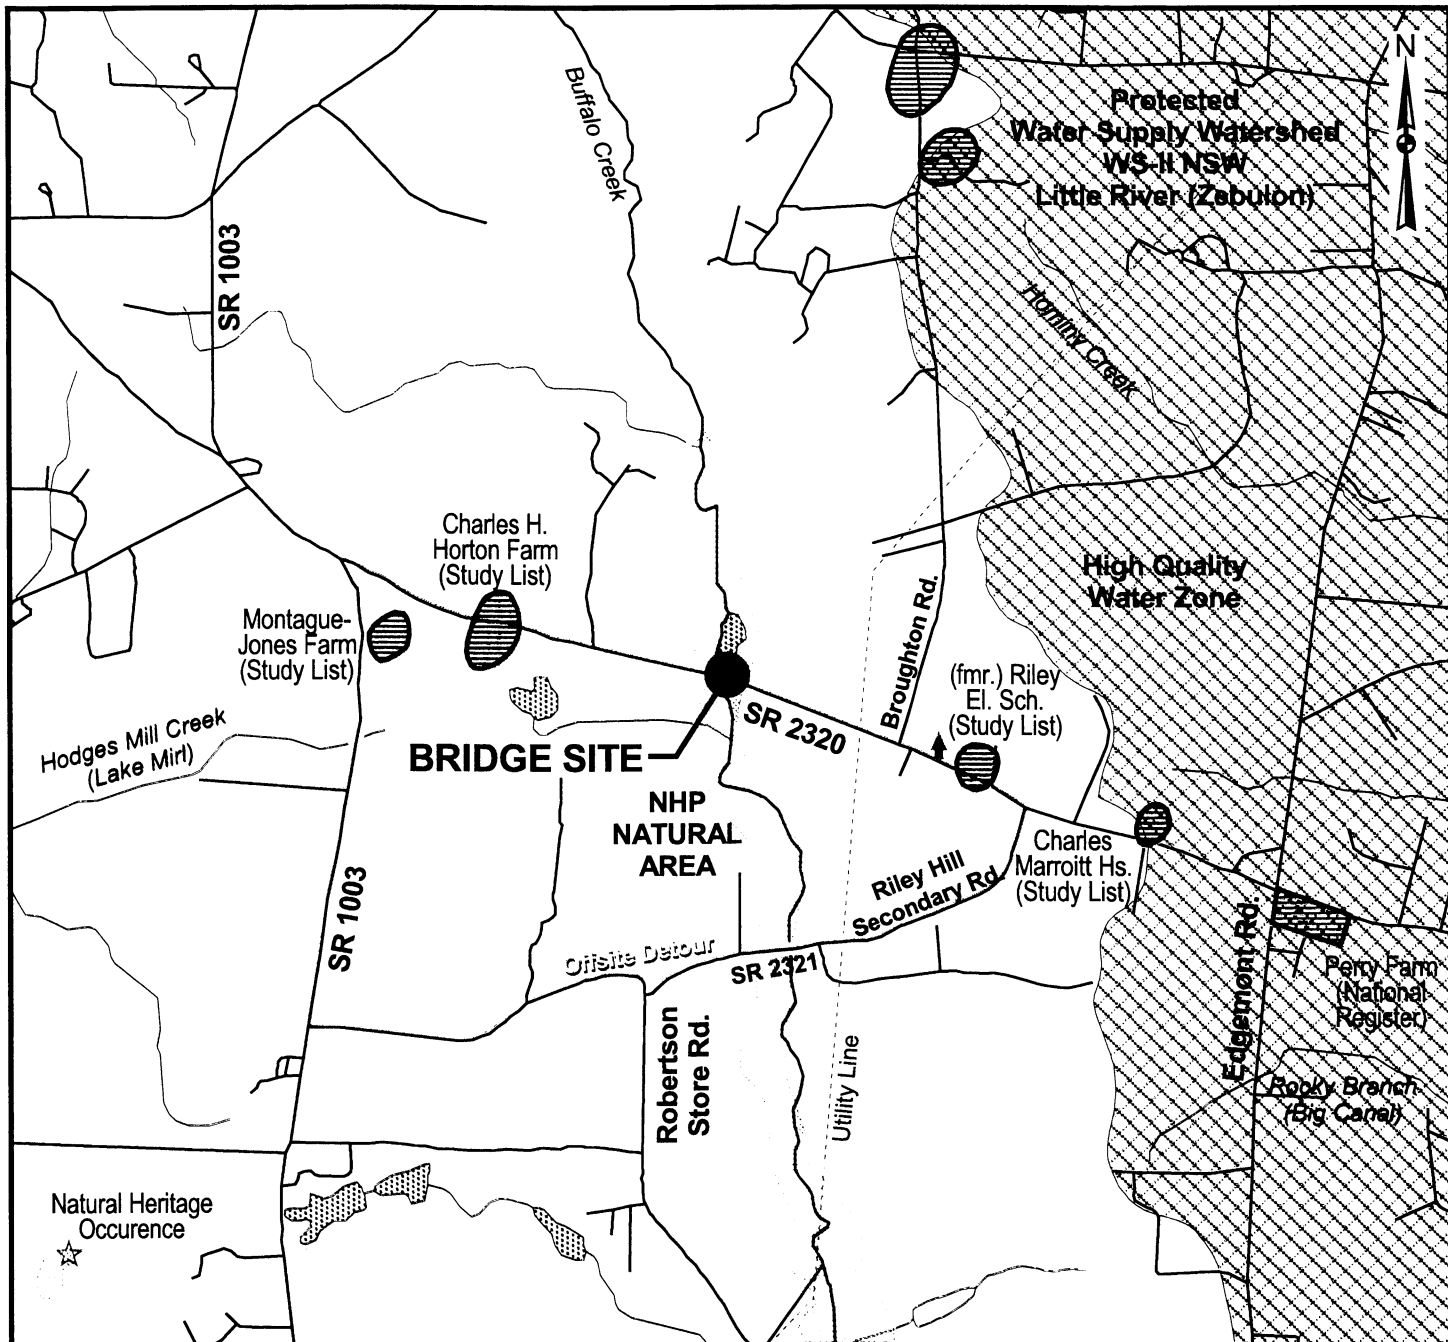 N
Buffalo Creek
Protected
Water Supply Watershed
WS-II NSW
Little River (Zebulon)
SR 1003
Hominy Creek
Charles H.
Horton Farm
(Study List)
High Quality
Water Zone
Montague-
Jones Farm
(Study List)
Broughton Rd.
(fmr.) Riley
El. Sch.
(Study List)
Hodges Mill Creek
(Lake Mirl)
SR 2320
BRIDGE SITE
NHP
NATURAL
AREA
Charles
Marroitt Hs.
(Study List)
Riley Hill
Secondary Rd.
SR 1003
Offsite Detour
SR 2321
Edgemont Rd.
Perry Farm
(National
Register)
Robertson
Store Rd.
Utility Line
Rocky Branch
(Big Canal)
Natural Heritage
Occurence